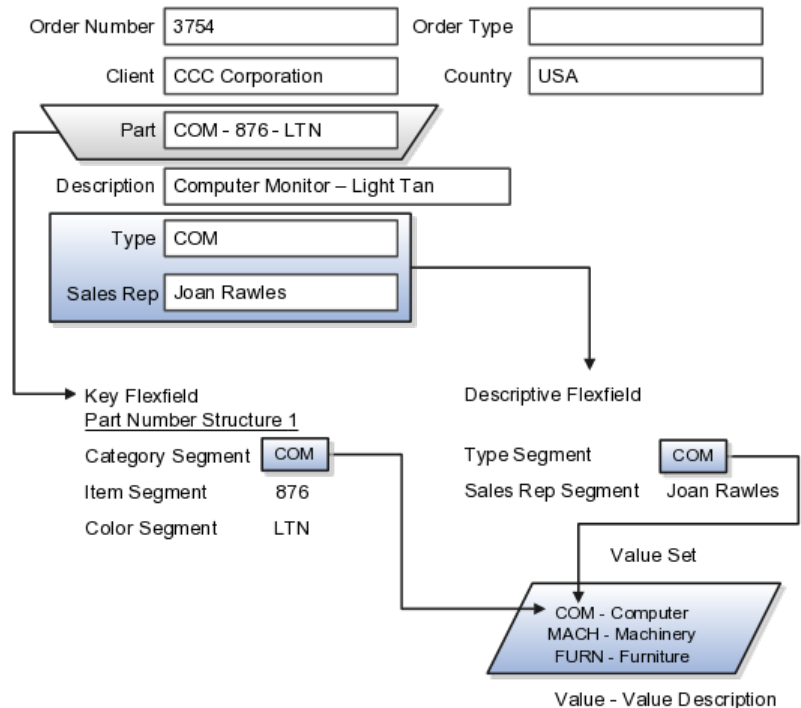 Order Number 3754 Order Type
Client CCC Corporation Country USA
Part COM - 876 - LTN
Description Computer Monitor – Light Tan
Type COM
Sales Rep Joan Rawles
Key Flexfield
Part Number Structure 1
Category Segment COM
Item Segment 876
Color Segment LTN
Descriptive Flexfield
Type Segment COM
Sales Rep Segment Joan Rawles
Value Set
COM - Computer
MACH - Machinery
FURN - Furniture
Value - Value Description